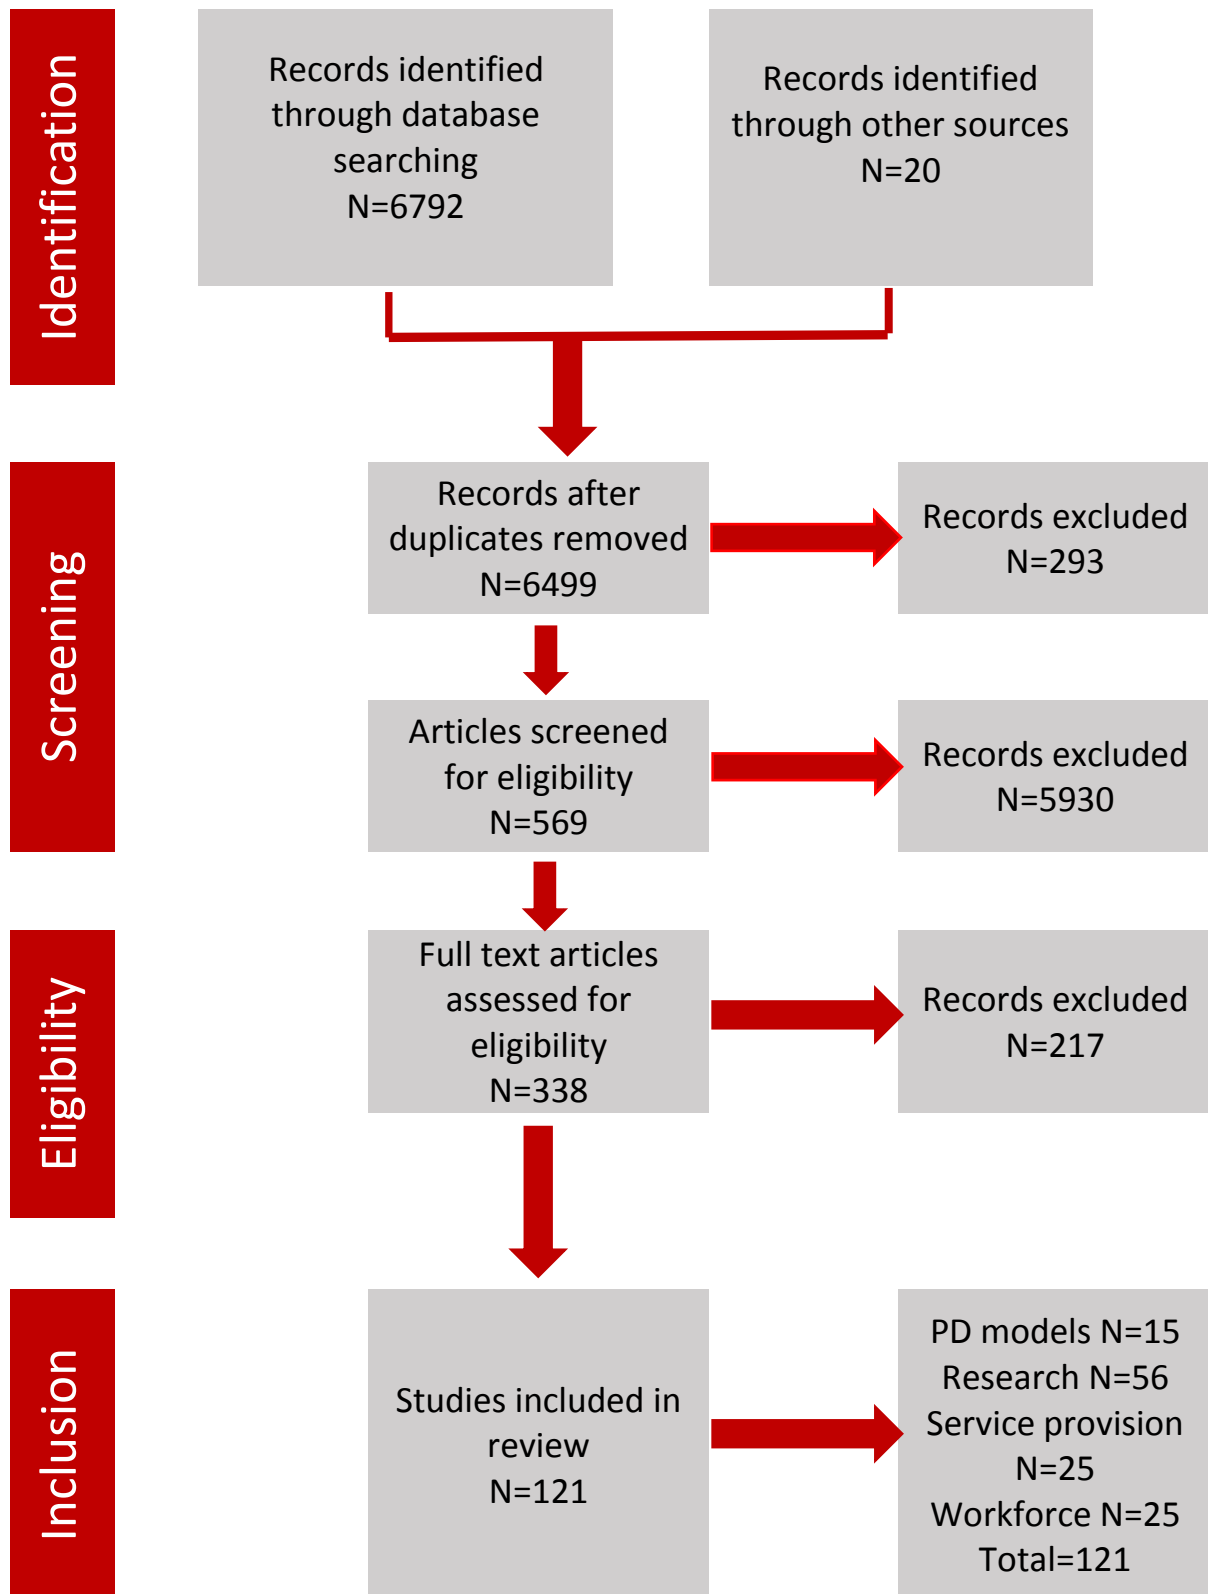 Identification
Records identified
through database
searching
N=6792
Records identified
through other sources
N=20
Screening
Records after
duplicates removed
N=6499
Records excluded
N=293
Articles screened
for eligibility
N=569
Records excluded
N=5930
Eligibility
Full text articles
assessed for
eligibility
N=338
Records excluded
N=217
Inclusion
Studies included in
review
N=121
PD models N=15
Research N=56
Service provision
N=25
Workforce N=25
Total=121